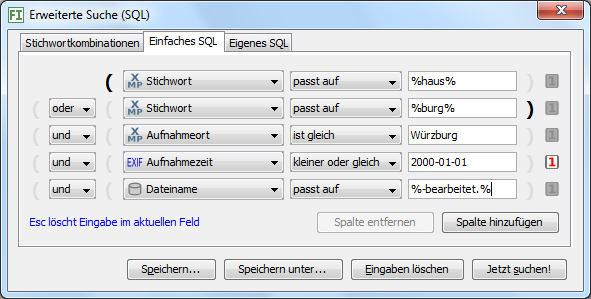 FI Erweiterte Suche (SQL) X
Stichwortkombinationen Einfaches SQL Eigenes SQL
( XMP Stichwort passt auf %haus% ) 1
( oder XMP Stichwort passt auf %burg% ) 1
( und XMP Aufnahmeort ist gleich Würzburg ) 1
( und EXIF Aufnahmezeit kleiner oder gleich 2000-01-01 ) 1
( und Dateiname passt auf %-bearbeitet.% ) 1
Esc löscht Eingabe im aktuellen Feld Spalte entfernen Spalte hinzufügen
Speichern... Speichern unter... Eingaben löschen Jetzt suchen!